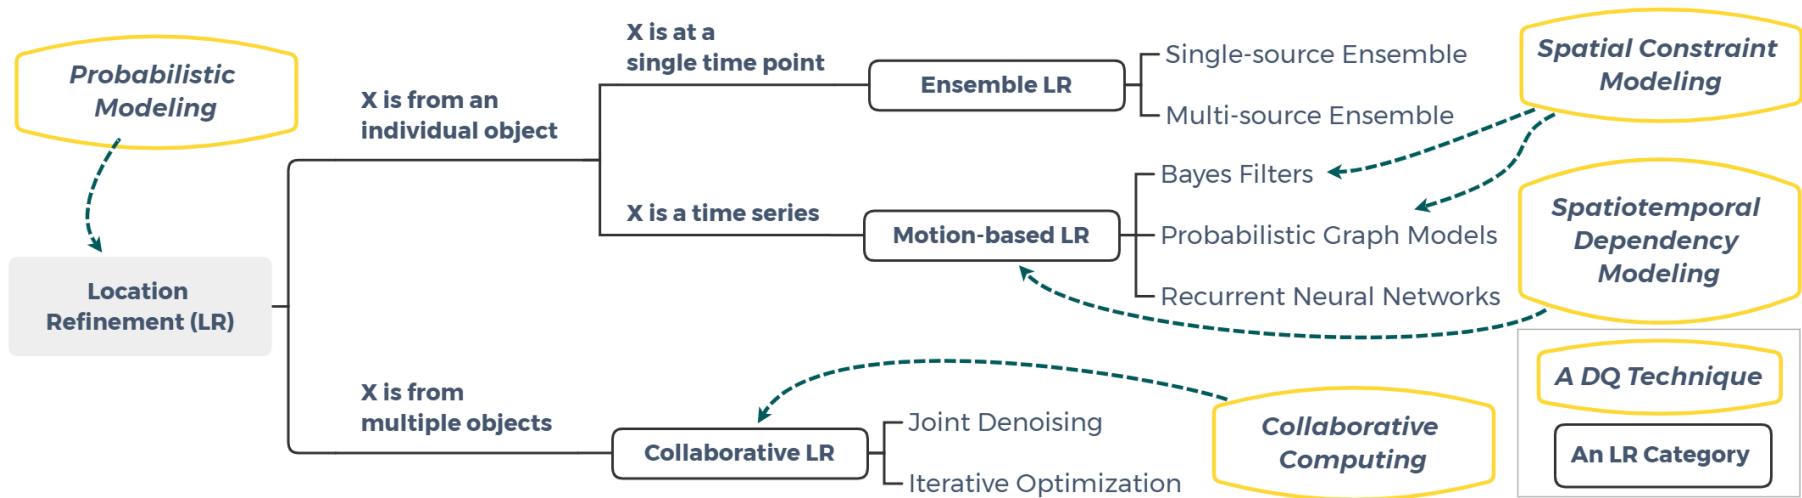 Probabilistic
Modeling
Location
Refinement (LR)
X is from an
individual object
X is at a
single time point
Ensemble LR
Single-source Ensemble
Multi-source Ensemble
X is a time series
Motion-based LR
Bayes Filters
Probabilistic Graph Models
Recurrent Neural Networks
X is from
multiple objects
Collaborative LR
Joint Denoising
Iterative Optimization
Spatial Constraint
Modeling
Spatiotemporal
Dependency
Modeling
Collaborative
Computing
A DQ Technique
An LR Category